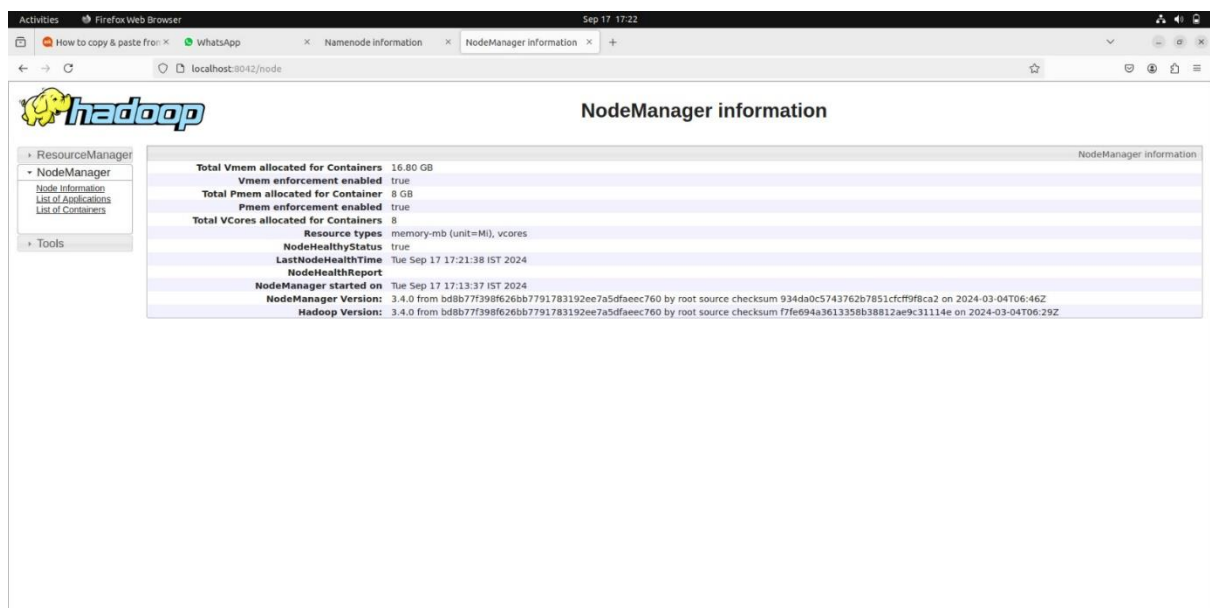 Activities Firefox Web Browser Sep 17 17:22
How to copy & paste fron × WhatsApp × Namenode information × NodeManager information × +
localhost:8042/node
hadoop
NodeManager information
ResourceManager
NodeManager
Node Information
List of Applications
List of Containers
Tools
NodeManager information
Total Vmem allocated for Containers 16.80 GB
Vmem enforcement enabled true
Total Pmem allocated for Container 8 GB
Pmem enforcement enabled true
Total VCores allocated for Containers 8
Resource types memory-mb (unit=Mi), vcores
NodeHealthyStatus true
LastNodeHealthTime Tue Sep 17 17:21:38 IST 2024
NodeHealthReport
NodeManager started on Tue Sep 17 17:13:37 IST 2024
NodeManager Version: 3.4.0 from bd8b77f398f626bb7791783192ee7a5dfaeec760 by root source checksum 934da0c5743762b7851cfcff9f8ca2 on 2024-03-04T06:46Z
Hadoop Version: 3.4.0 from bd8b77f398f626bb7791783192ee7a5dfaeec760 by root source checksum f7fe694a3613358b38812ae9c31114e on 2024-03-04T06:29Z